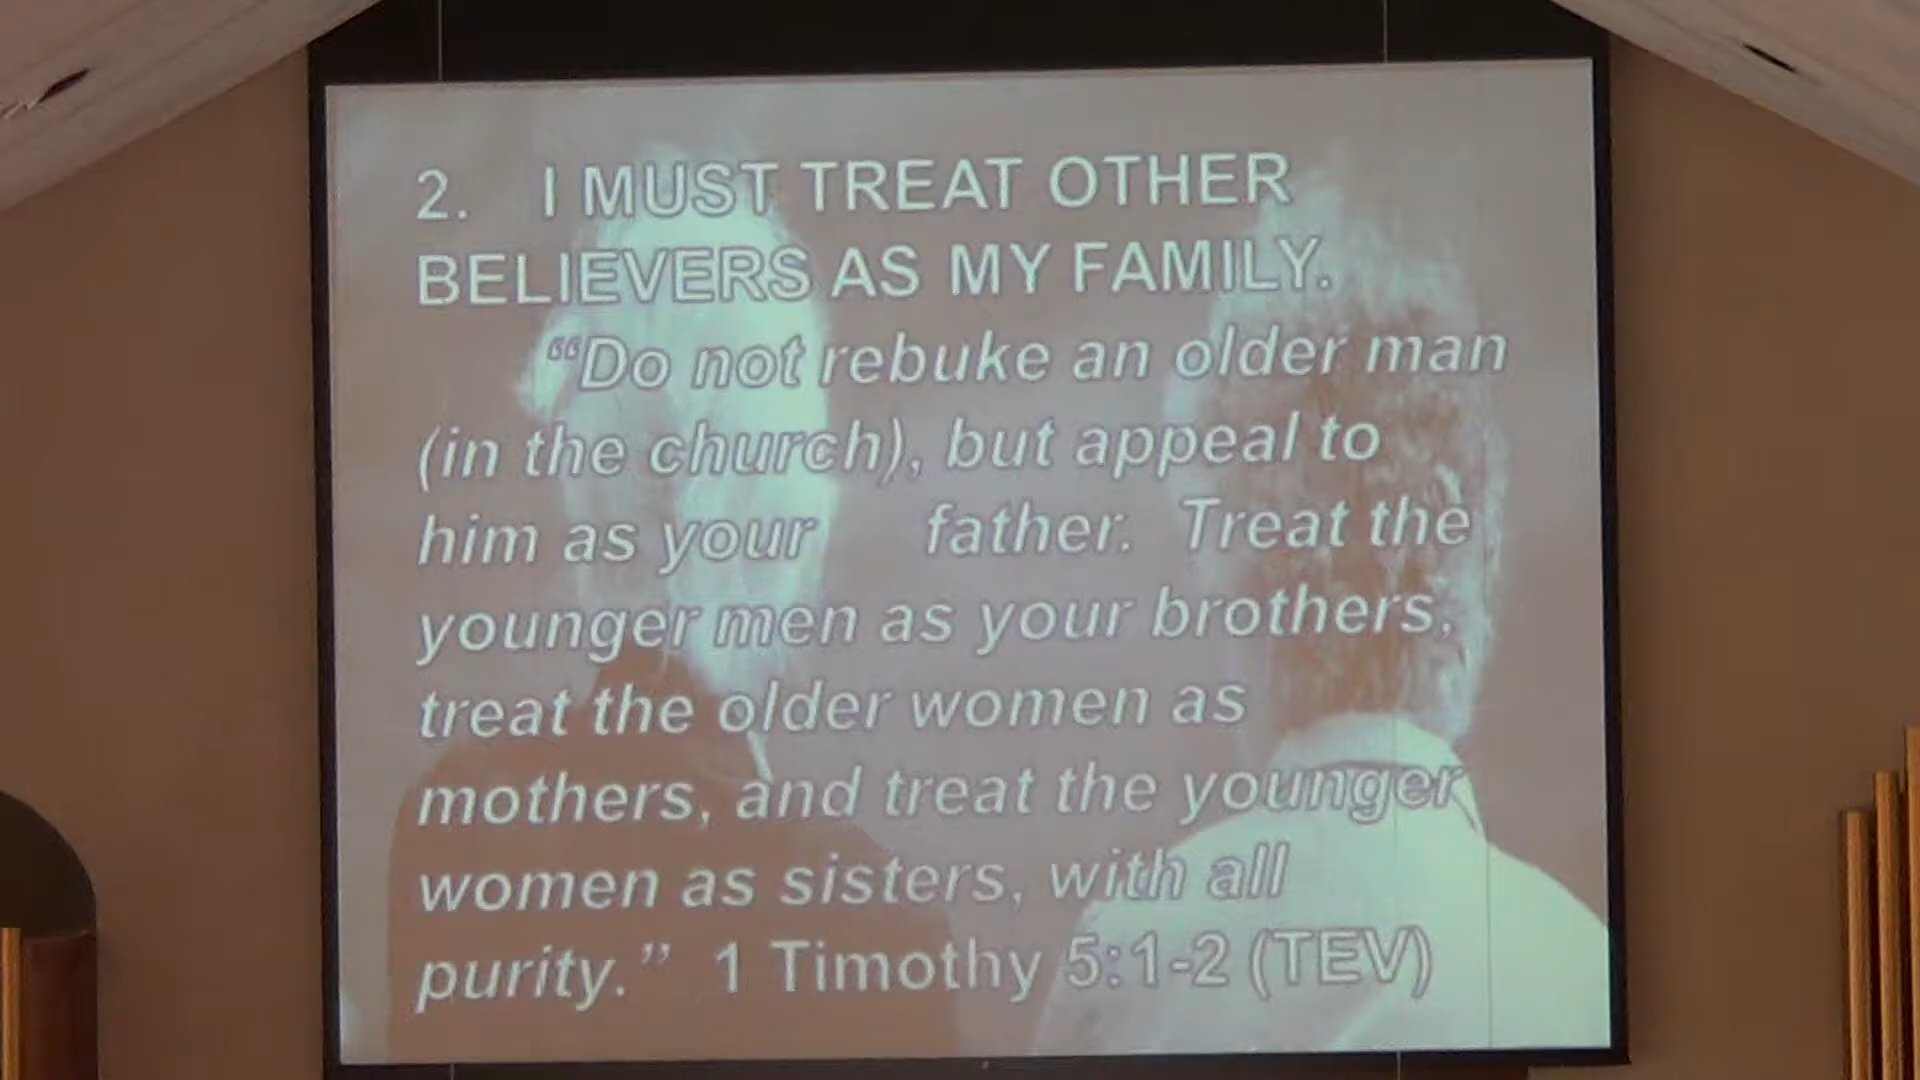 2. I MUST TREAT OTHER
BELIEVERS AS MY FAMILY.
“Do not rebuke an older man
(in the church), but appeal to
him as your father. Treat the
younger men as your brothers,
treat the older women as
mothers, and treat the younger
women as sisters, with all
purity.” 1 Timothy 5:1-2 (TEV)